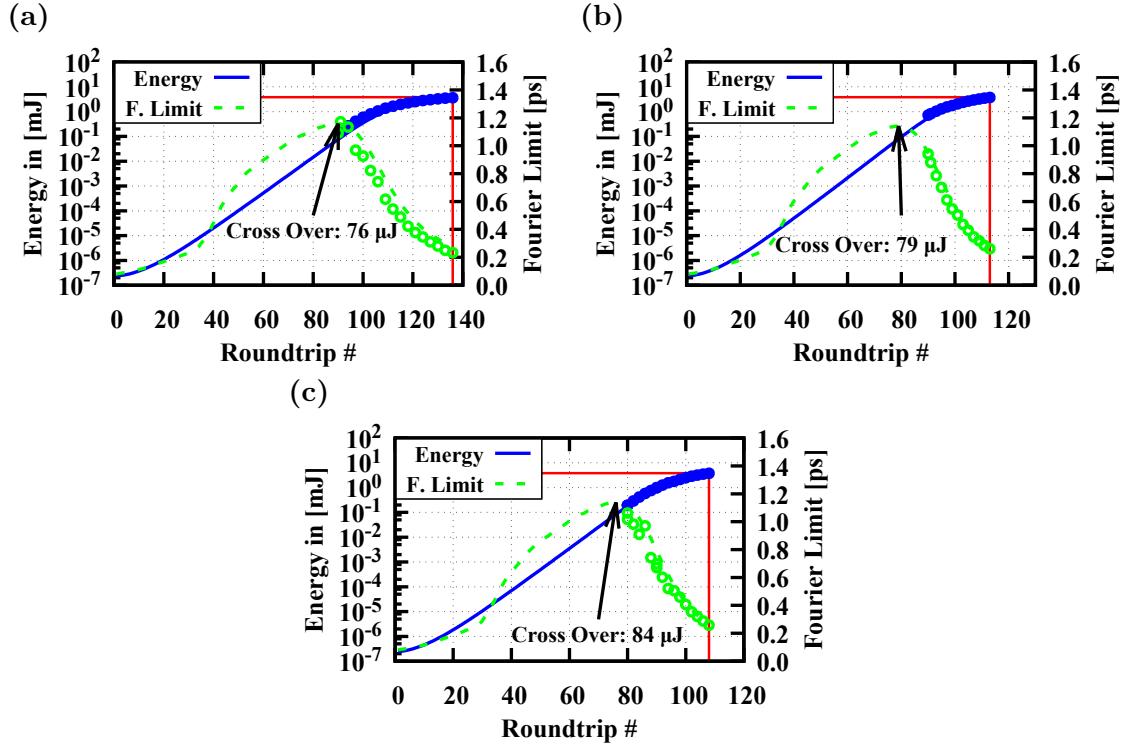 (a)
Energy in [mJ]
10² 10¹ 10⁰ 10⁻¹ 10⁻² 10⁻³ 10⁻⁴ 10⁻⁵ 10⁻⁶ 10⁻⁷
Energy
F. Limit
Cross Over: 76 µJ
1.6 1.4 1.2 1.0 0.8 0.6 0.4 0.2 0.0
Fourier Limit [ps]
0 20 40 60 80 100 120 140
Roundtrip #
(b)
Energy in [mJ]
10² 10¹ 10⁰ 10⁻¹ 10⁻² 10⁻³ 10⁻⁴ 10⁻⁵ 10⁻⁶ 10⁻⁷
Energy
F. Limit
Cross Over: 79 µJ
1.6 1.4 1.2 1.0 0.8 0.6 0.4 0.2 0.0
Fourier Limit [ps]
0 20 40 60 80 100 120
Roundtrip #
(c)
Energy in [mJ]
10² 10¹ 10⁰ 10⁻¹ 10⁻² 10⁻³ 10⁻⁴ 10⁻⁵ 10⁻⁶ 10⁻⁷
Energy
F. Limit
Cross Over: 84 µJ
1.6 1.4 1.2 1.0 0.8 0.6 0.4 0.2 0.0
Fourier Limit [ps]
0 20 40 60 80 100 120
Roundtrip #